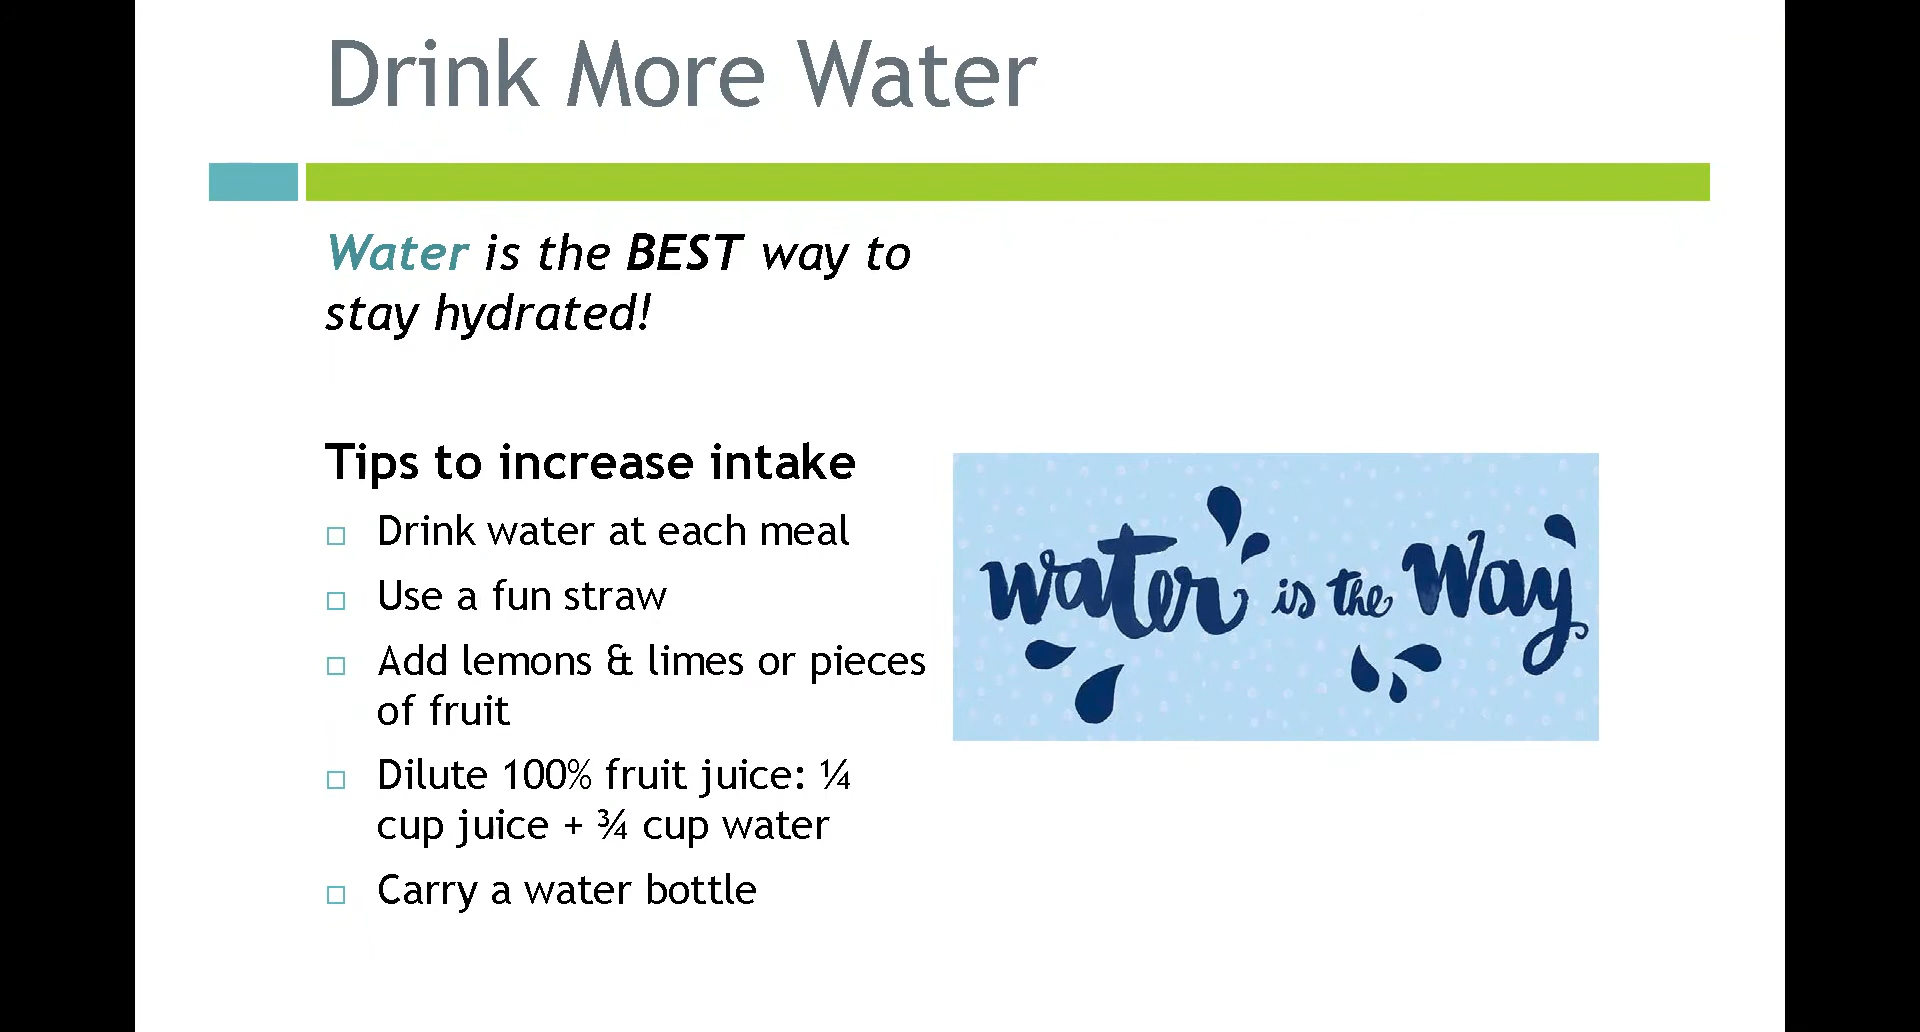 Drink More Water
Water is the BEST way to
stay hydrated!
Tips to increase intake
Drink water at each meal
Use a fun straw
Add lemons & limes or pieces
of fruit
Dilute 100% fruit juice: ¼
cup juice + ¾ cup water
Carry a water bottle
water is the Way